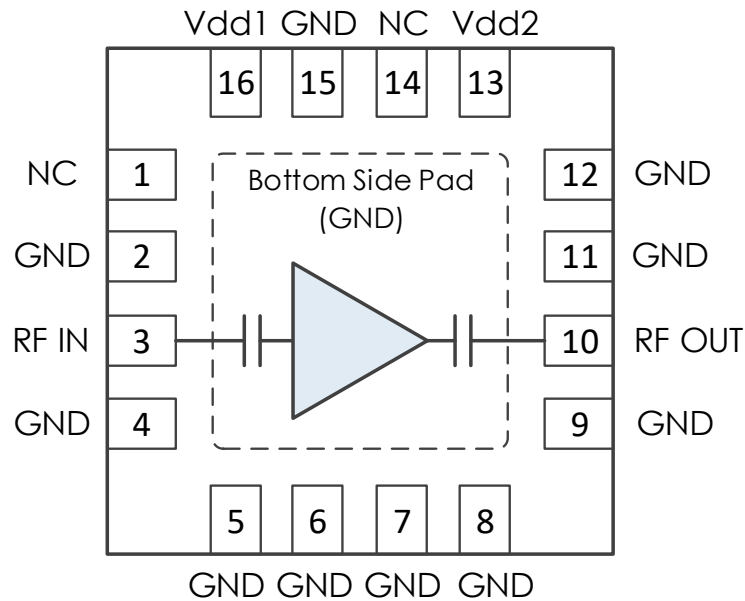 Vdd1 GND NC Vdd2
16 15 14 13
NC 1 Bottom Side Pad 12 GND
(GND)
GND 2 11 GND
RF IN 3 10 RF OUT
GND 4 9 GND
5 6 7 8
GND GND GND GND